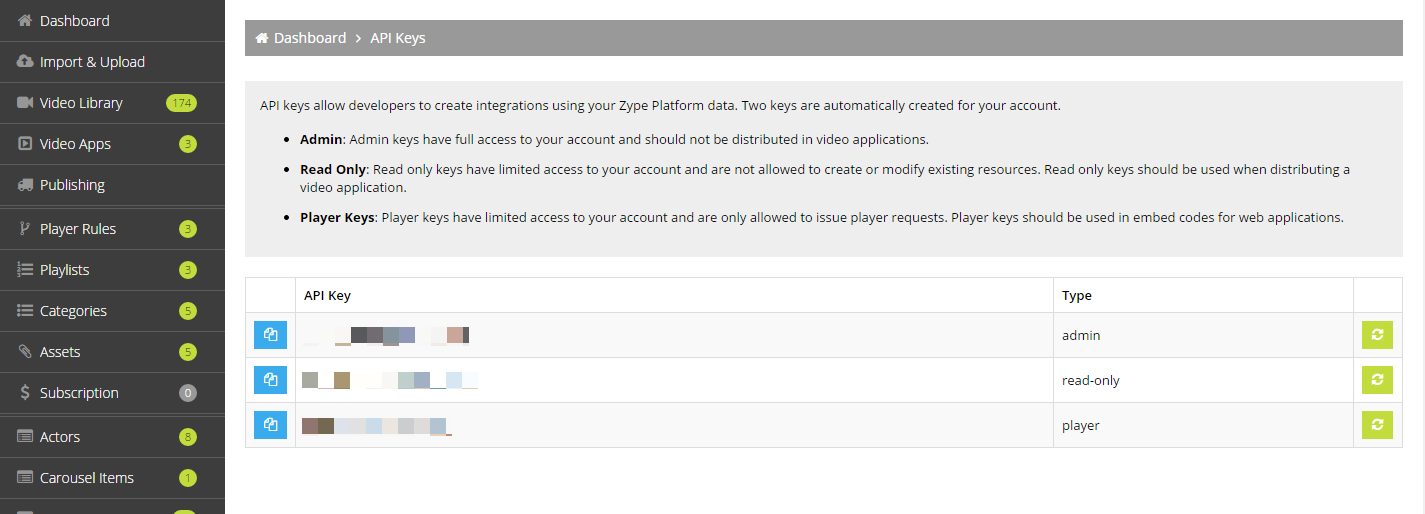 Dashboard
Import & Upload
Video Library 174
Video Apps 3
Publishing
Player Rules 3
Playlists 3
Categories 5
Assets 5
Subscription 0
Actors 8
Carousel Items 1
Dashboard > API Keys
API keys allow developers to create integrations using your Zype Platform data. Two keys are automatically created for your account.
Admin: Admin keys have full access to your account and should not be distributed in video applications.
Read Only: Read only keys have limited access to your account and are not allowed to create or modify existing resources. Read only keys should be used when distributing a
video application.
Player Keys: Player keys have limited access to your account and are only allowed to issue player requests. Player keys should be used in embed codes for web applications.
API Key Type
admin
read-only
player